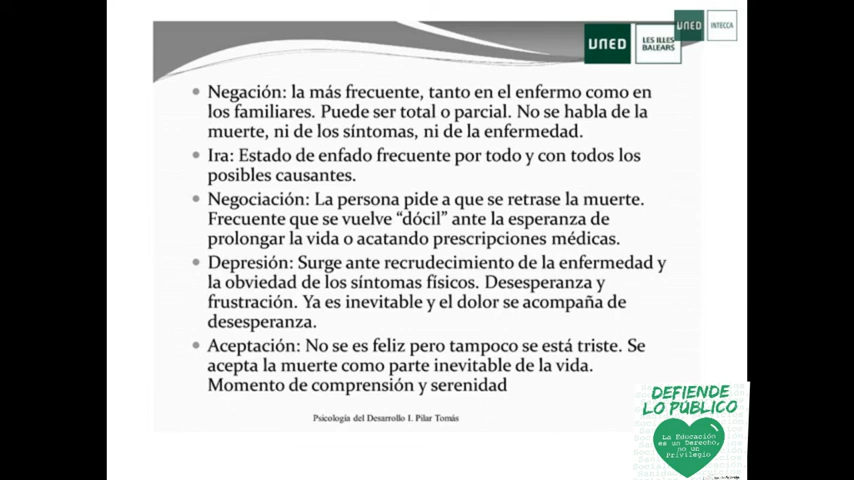 UNED
LES ILLES
BALEARS
UNED
INTECCA
Negación: la más frecuente, tanto en el enfermo como en
los familiares. Puede ser total o parcial. No se habla de la
muerte, ni de los síntomas, ni de la enfermedad.
Ira: Estado de enfado frecuente por todo y con todos los
posibles causantes.
Negociación: La persona pide a que se retrase la muerte.
Frecuente que se vuelve “dócil” ante la esperanza de
prolongar la vida o acatando prescripciones médicas.
Depresión: Surge ante recrudecimiento de la enfermedad y
la obviedad de los síntomas físicos. Desesperanza y
frustración. Ya es inevitable y el dolor se acompaña de
desesperanza.
Aceptación: No se es feliz pero tampoco se está triste. Se
acepta la muerte como parte inevitable de la vida.
Momento de comprensión y serenidad
Psicología del Desarrollo I. Pilar Tomás
DEFIENDE
LO PÚBLICO
La Educación
es un Derecho,
no un
Privilegio